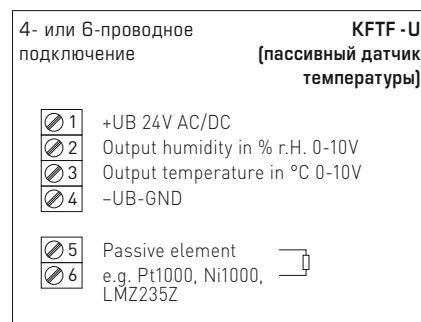 4- или 6-проводное KFTF - U
подключение (пассивный датчик
температуры)
1 +UB 24V AC/DC
2 Output humidity in % r.H. 0-10V
3 Output temperature in °C 0-10V
4 –UB-GND
5 Passive element
6 e.g. Pt1000, Ni1000,
LMZ235Z